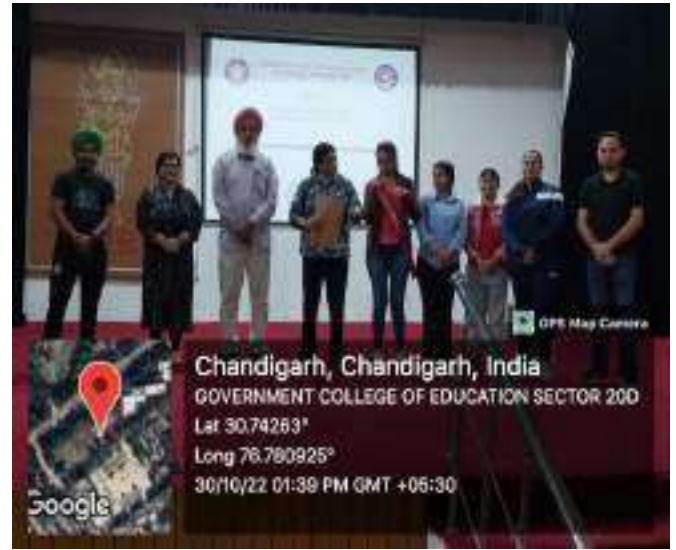 GPS Map Camera
Chandigarh, Chandigarh, India
GOVERNMENT COLLEGE OF EDUCATION SECTOR 20D
Lat 30.74263°
Long 76.780925°
30/10/22 01:39 PM GMT +05:30
Google